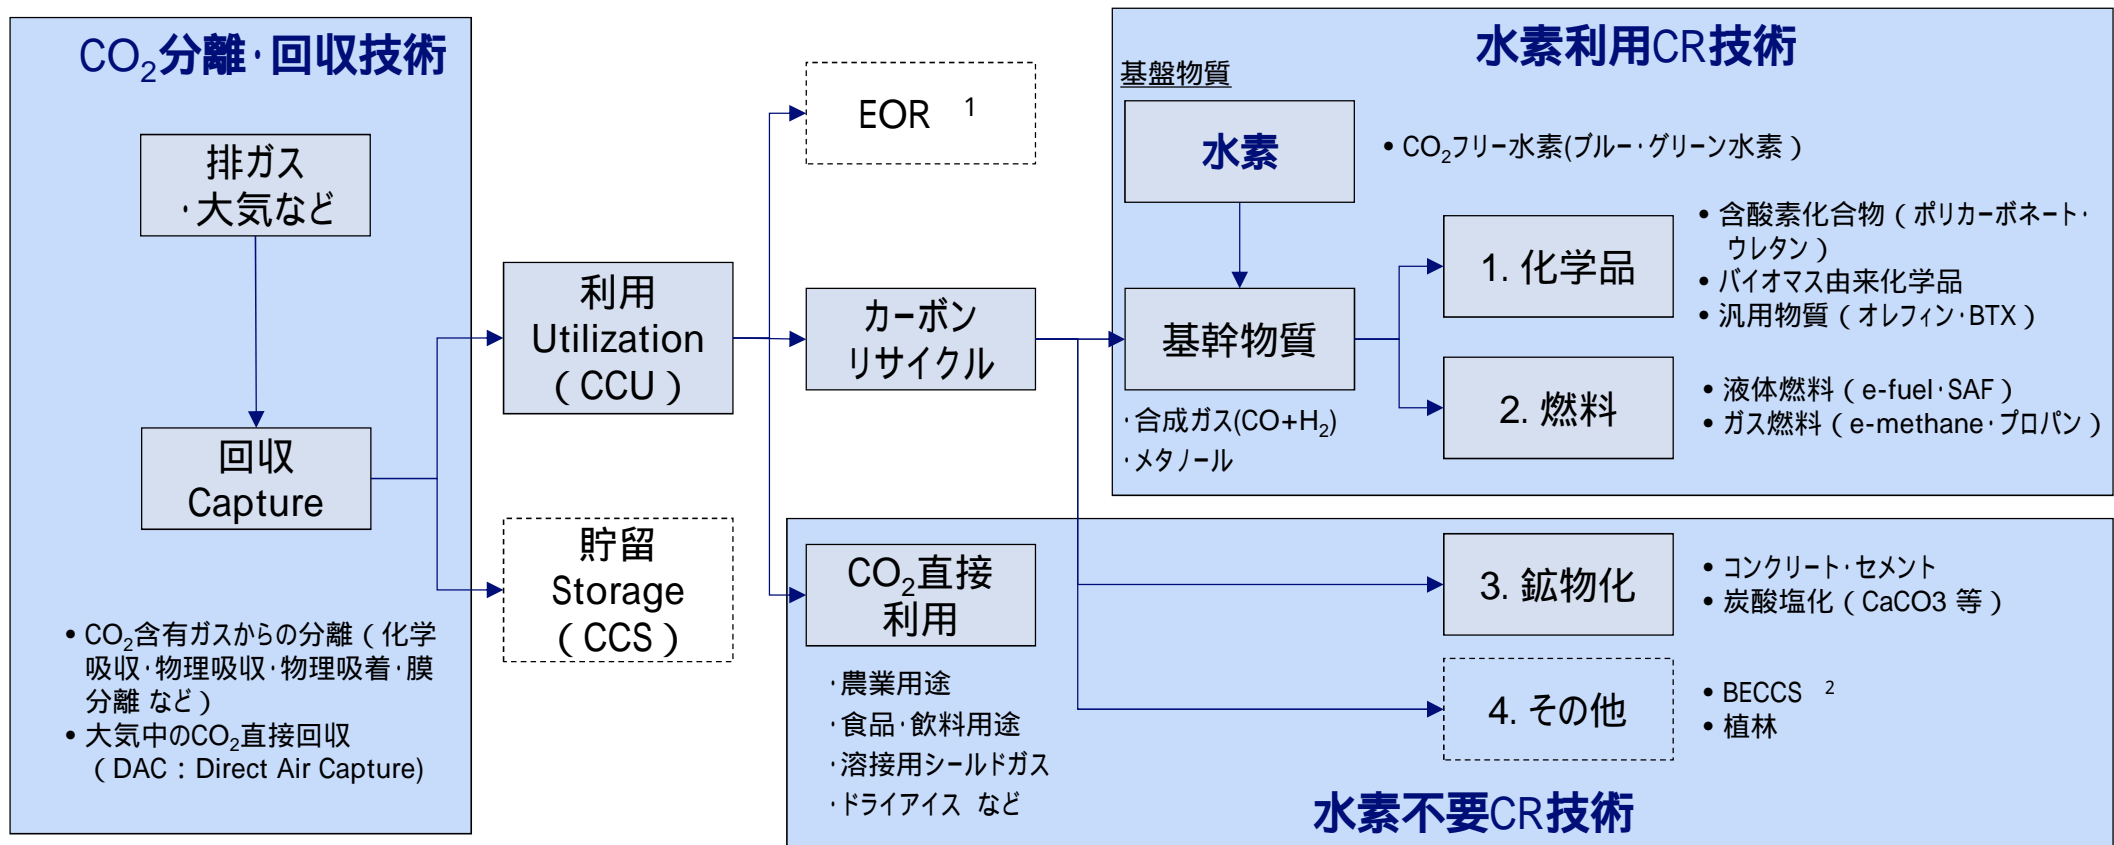 CO₂分離·回収技術
排ガス
·大気など
回収
Capture
• CO₂含有ガスからの分離（化学
吸収·物理吸収·物理吸着·膜
分離 など）
• 大気中のCO₂直接回収
（DAC：Direct Air Capture)
利用
Utilization
（CCU）
貯留
Storage
（CCS）
EOR 1
カーボン
リサイクル
CO₂直接
利用
·農業用途
·食品·飲料用途
·溶接用シールドガス
·ドライアイス など
水素利用CR技術
基盤物質
水素
• CO₂フリー水素(ブルー·グリーン水素）
基幹物質
·合成ガス(CO+H₂)
·メタノール
1. 化学品
• 含酸素化合物（ポリカーボネート·
ウレタン）
• バイオマス由来化学品
• 汎用物質（オレフィン·BTX）
2. 燃料
• 液体燃料（e-fuel·SAF）
• ガス燃料（e-methane·プロパン）
3. 鉱物化
• コンクリート·セメント
• 炭酸塩化（CaCO3 等）
4. その他
• BECCS 2
• 植林
水素不要CR技術